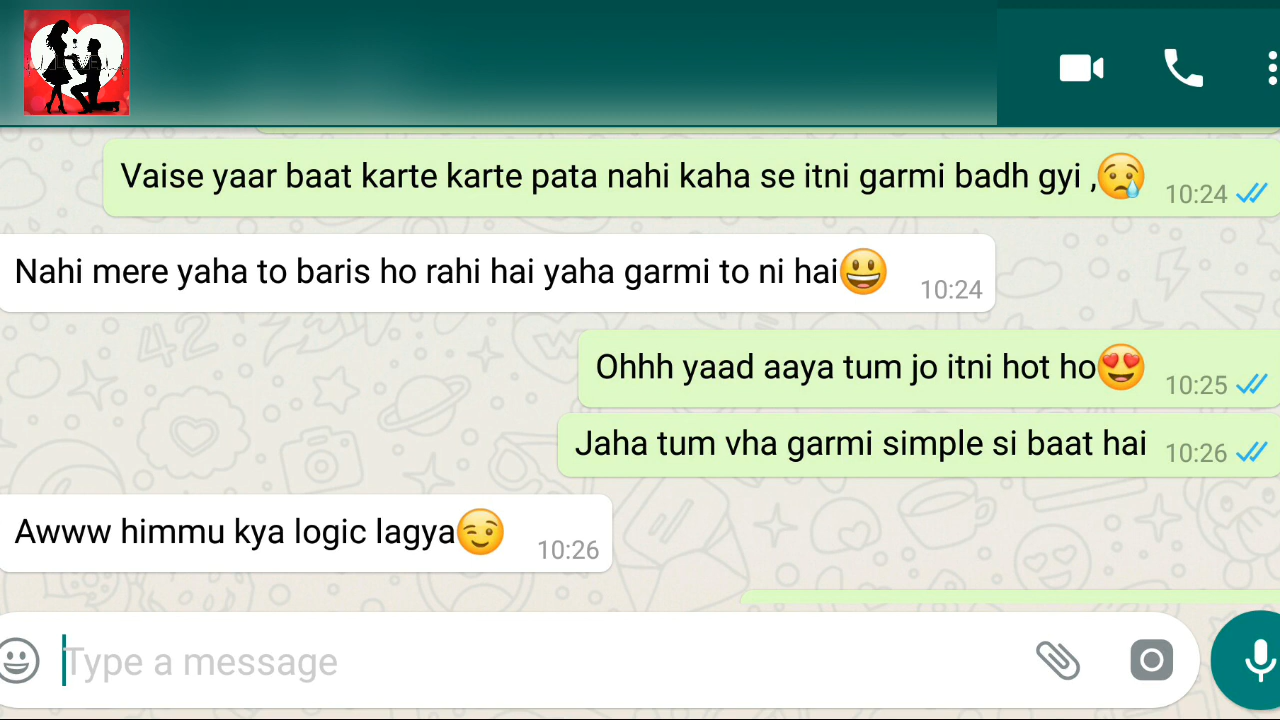 Vaise yaar baat karte karte pata nahi kaha se itni garmi badh gyi ,😢 10:24
Nahi mere yaha to baris ho rahi hai yaha garmi to ni hai😃 10:24
Ohhh yaad aaya tum jo itni hot ho😍 10:25
Jaha tum vha garmi simple si baat hai 10:26
Awww himmu kya logic lagya😉 10:26
Type a message